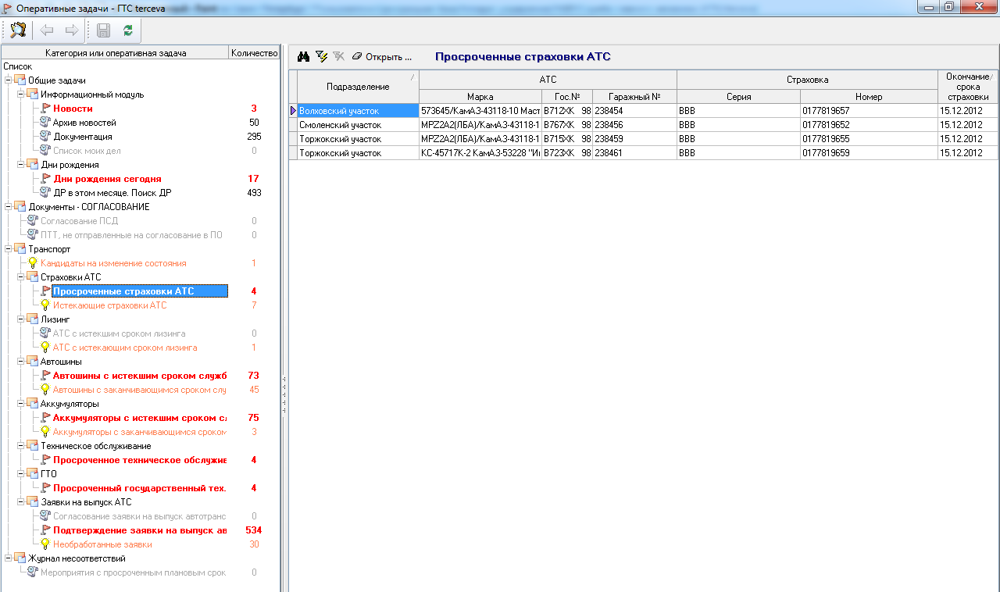 Оперативные задачи - ГТС terceva
Категория или оперативная задача Количество
Список
Общие задачи
Информационный модуль
Новости 3
Архив новостей 50
Документация 295
Список моих дел 0
Дни рождения
Дни рождения сегодня 17
ДР в этом месяце. Поиск ДР 493
Документы - СОГЛАСОВАНИЕ
Согласование ПСД 0
ПТТ, не отправленные на согласование в ПО 0
Транспорт
Кандидаты на изменение состояния 1
Страховки АТС
Просроченные страховки АТС 4
Истекающие страховки АТС 7
Лизинг
АТС с истекшим сроком лизинга 0
АТС с истекающим сроком лизинга 1
Автошины
Автошины с истекшим сроком служб 73
Автошины с заканчивающимся сроком слу 45
Аккумуляторы
Аккумуляторы с истекшим сроком сл 75
Аккумуляторы с заканчивающимся сроком 3
Техническое обслуживание
Просроченное техническое обслужив 4
ГТО
Просроченный государственный тех. 4
Заявки на выпуск АТС
Согласование заявки на выпуск автотранс 0
Подтверждение заявки на выпуск ав 534
Необработанные заявки 30
Журнал несоответствий
Мероприятия с просроченным плановым срок 0
Открыть ... Просроченные страховки АТС
Подразделение АТС Страховка Окончание срока страховки
Марка Гос.№ Гаражный № Серия Номер
Волховский участок 573645/КамАЗ-43118-10 Маст В712ХК 98 238454 ВВВ 0177819657 15.12.2012
Смоленский участок MPZ2A2(ЛБА)/КамАЗ-43118-1 В767ХК 98 238456 ВВВ 0177819652 15.12.2012
Торжокский участок MPZ2A2(ЛБА)/КамАЗ-43118-1 В715ХК 98 238459 ВВВ 0177819655 15.12.2012
Торжокский участок КС-45717К-2 КамАЗ-53228 "Ив В723ХК 98 238461 ВВВ 0177819659 15.12.2012